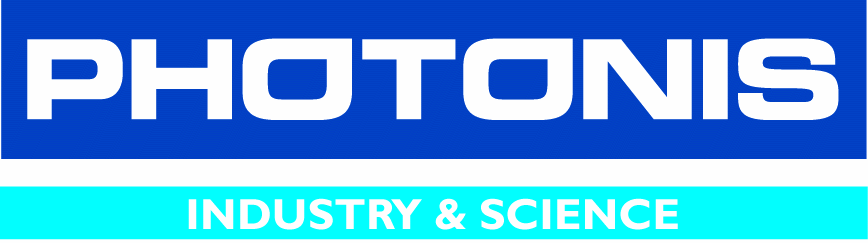 PHOTONIS
INDUSTRY & SCIENCE